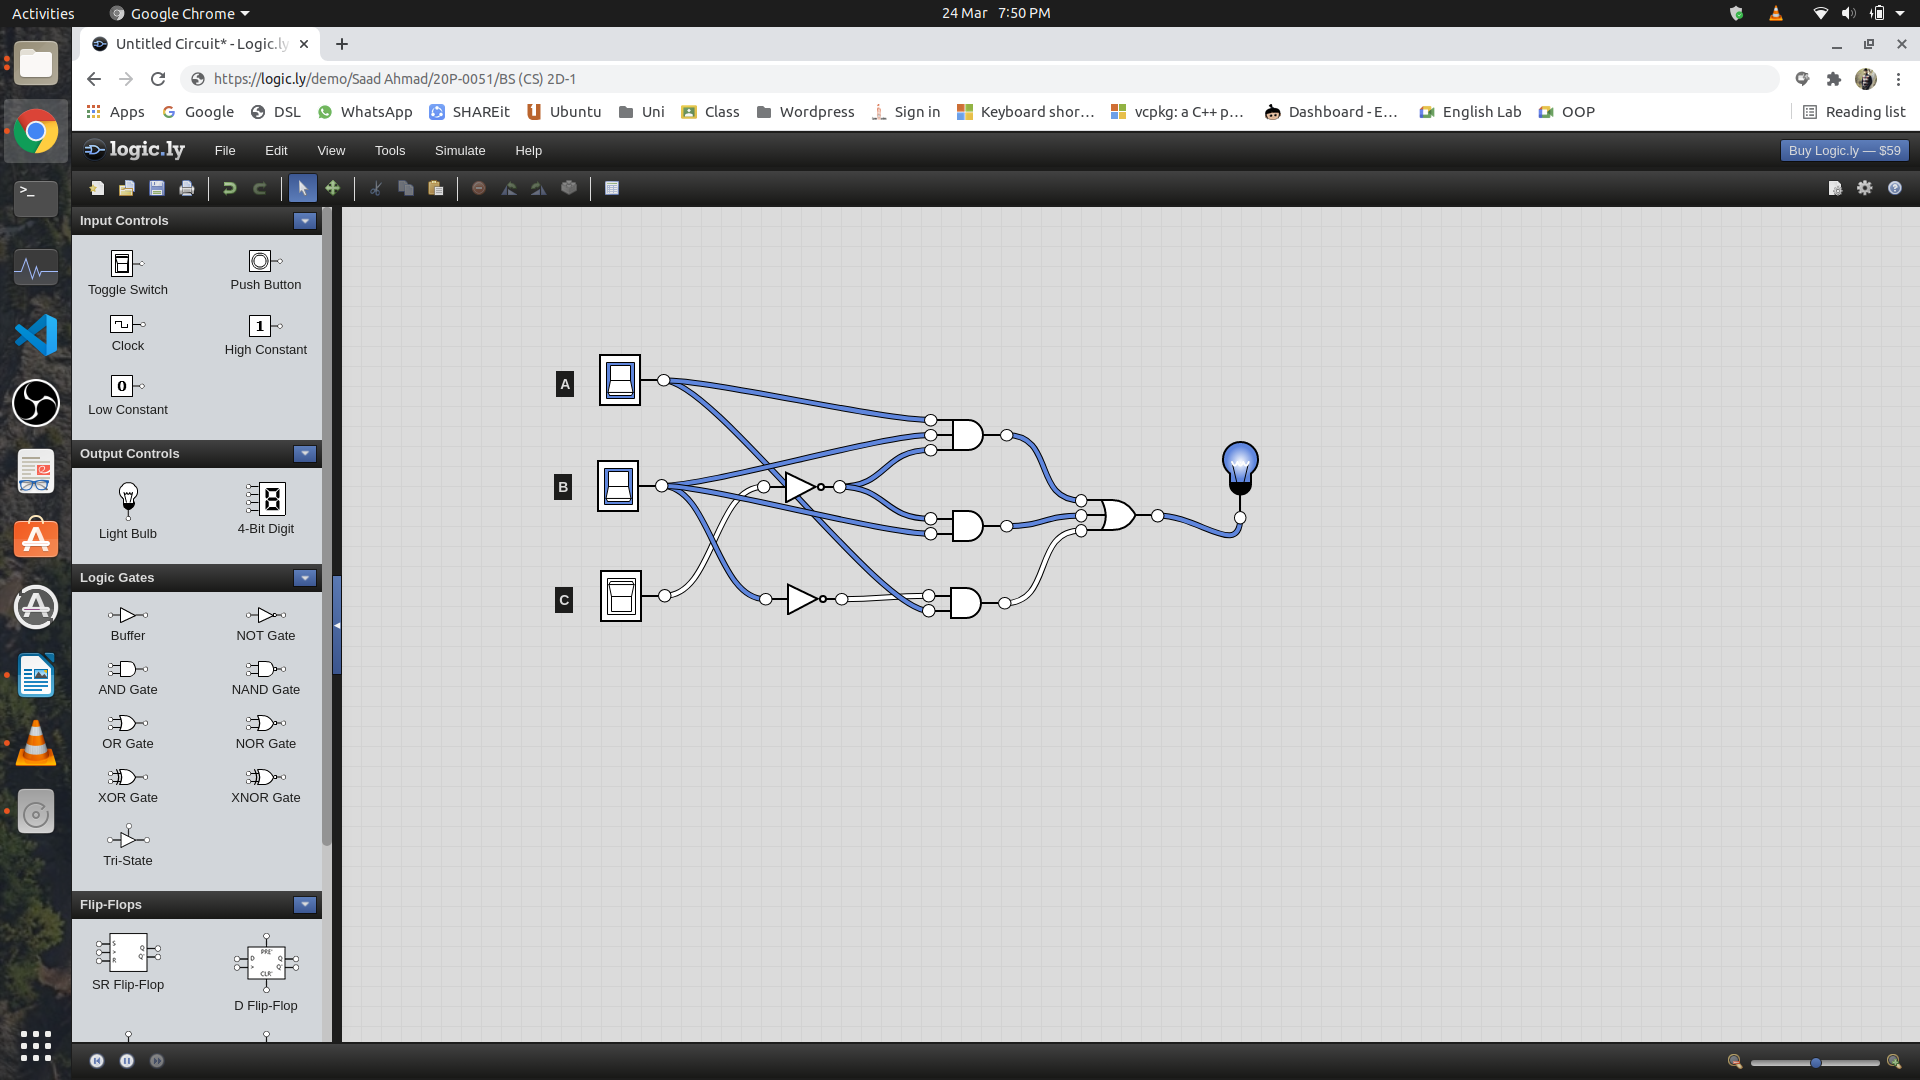 Activities Google Chrome 24 Mar 7:50 PM
Untitled Circuit* - Logic.ly
https://logic.ly/demo/Saad Ahmad/20P-0051/BS (CS) 2D-1
Apps Google DSL WhatsApp SHAREit Ubuntu Uni Class Wordpress Sign in Keyboard shor... vcpkg: a C++ p... Dashboard - E... English Lab OOP Reading list
logic.ly File Edit View Tools Simulate Help Buy Logic.ly — $59
Input Controls
Toggle Switch Push Button
Clock
1
High Constant
0
Low Constant
Output Controls
Light Bulb 4-Bit Digit
Logic Gates
Buffer NOT Gate
AND Gate NAND Gate
OR Gate NOR Gate
XOR Gate XNOR Gate
Tri-State
Flip-Flops
S Q
> Q'
R
SR Flip-Flop
PRE'
D Q
> Q'
CLR'
D Flip-Flop
A
B
C